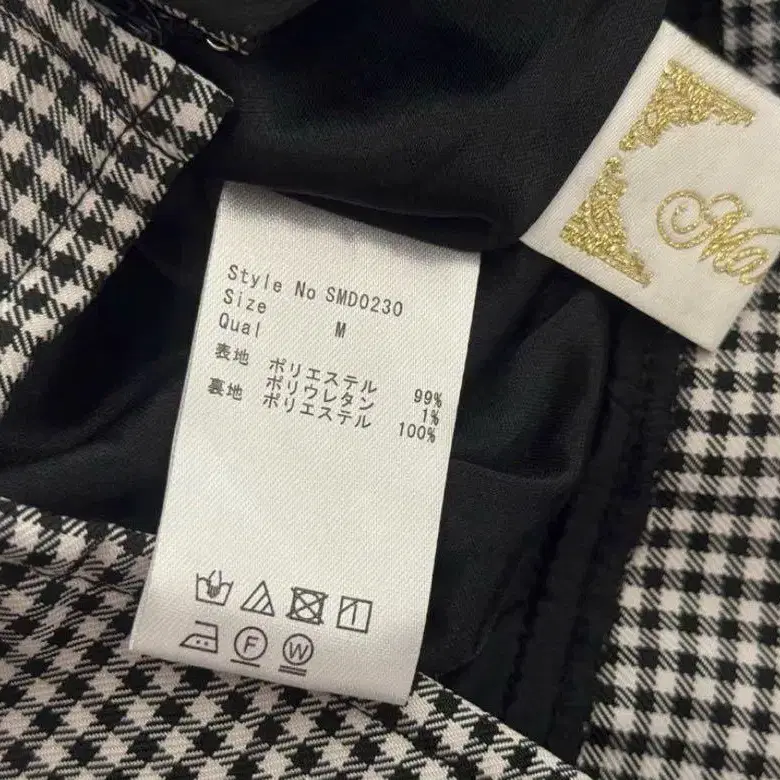 Style No SMD0230
Size M
Qual
表地 ポリエステル 99%
ポリウレタン 1%
裏地 ポリエステル 100%
F W
Ma